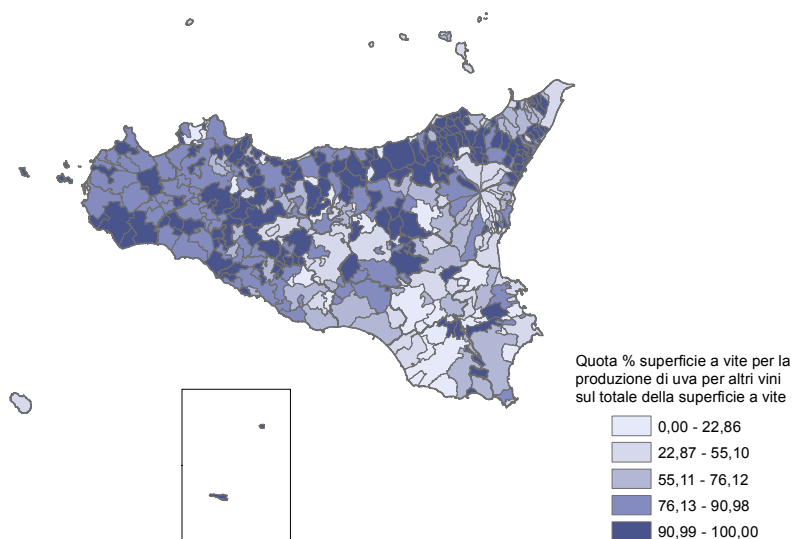 Quota % superficie a vite per la
produzione di uva per altri vini
sul totale della superficie a vite
0,00 - 22,86
22,87 - 55,10
55,11 - 76,12
76,13 - 90,98
90,99 - 100,00